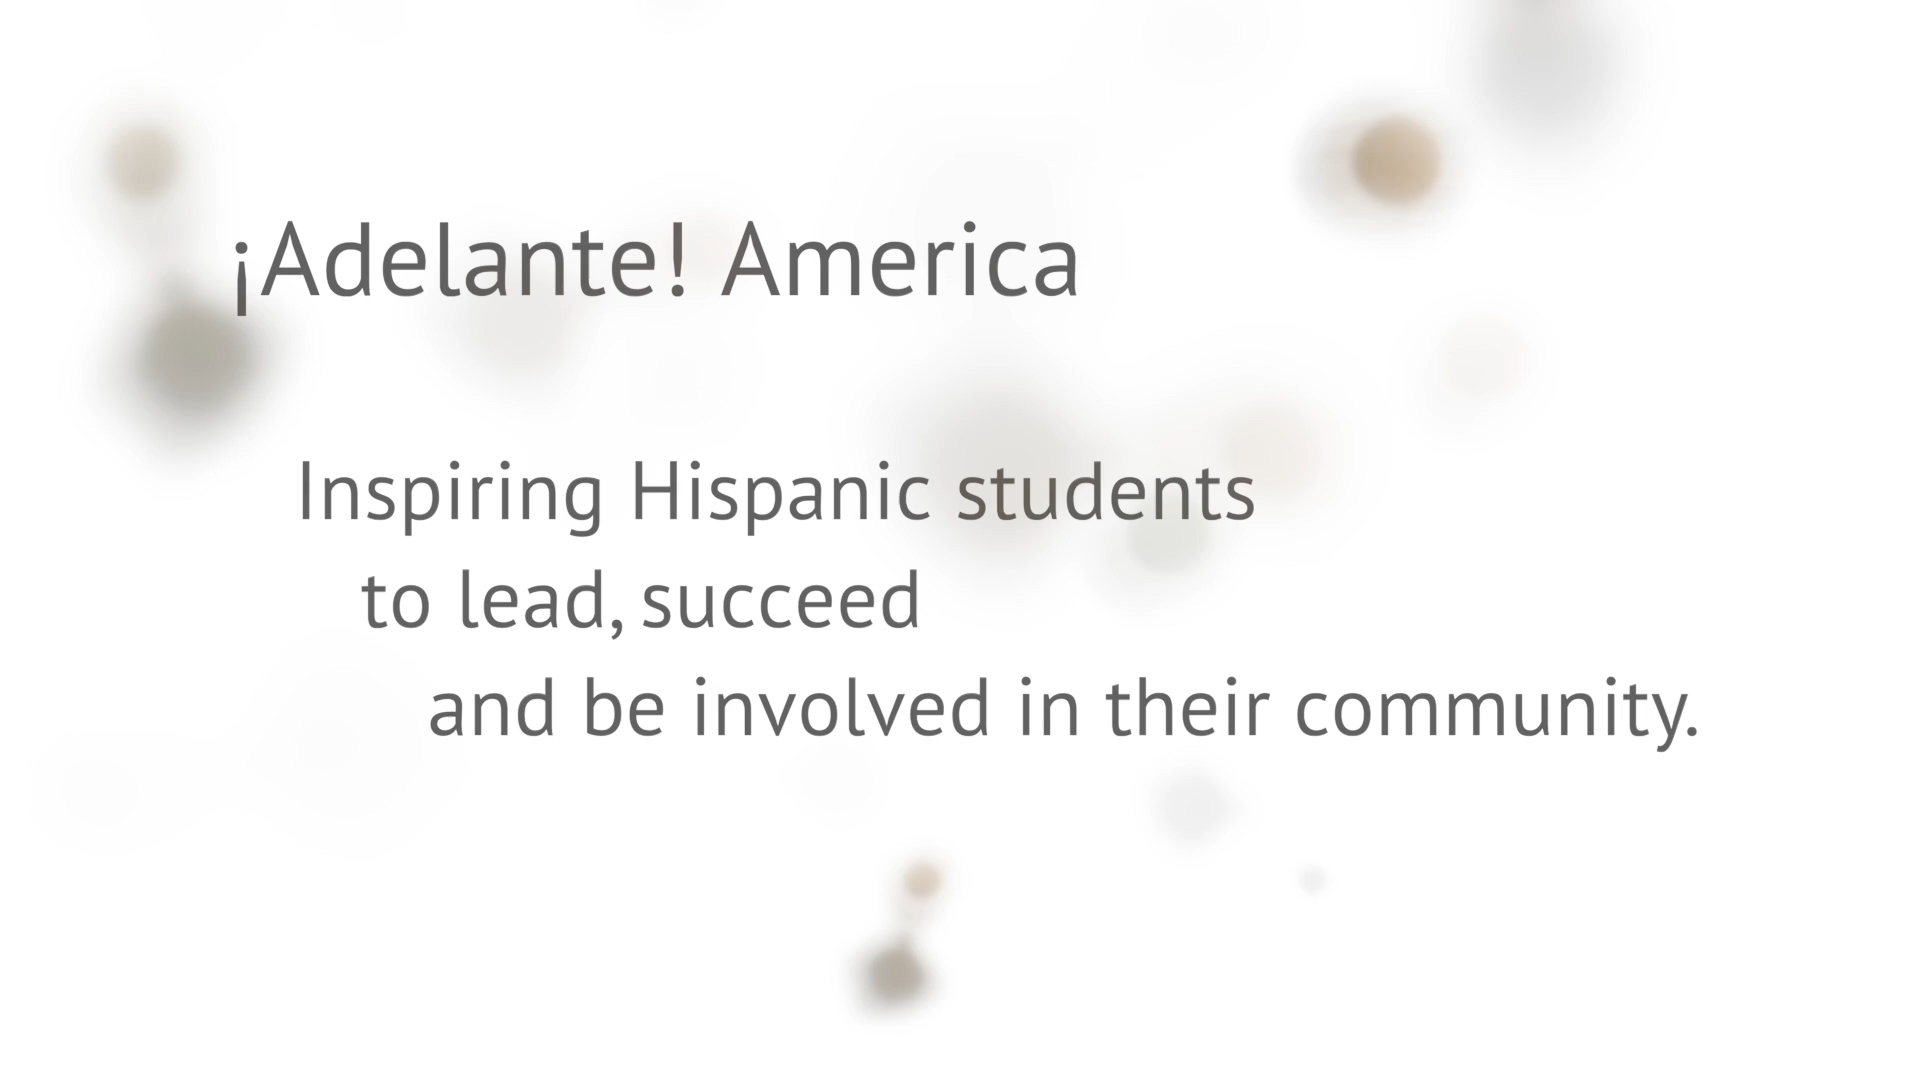 ¡Adelante! America
Inspiring Hispanic students
to lead, succeed
and be involved in their community.